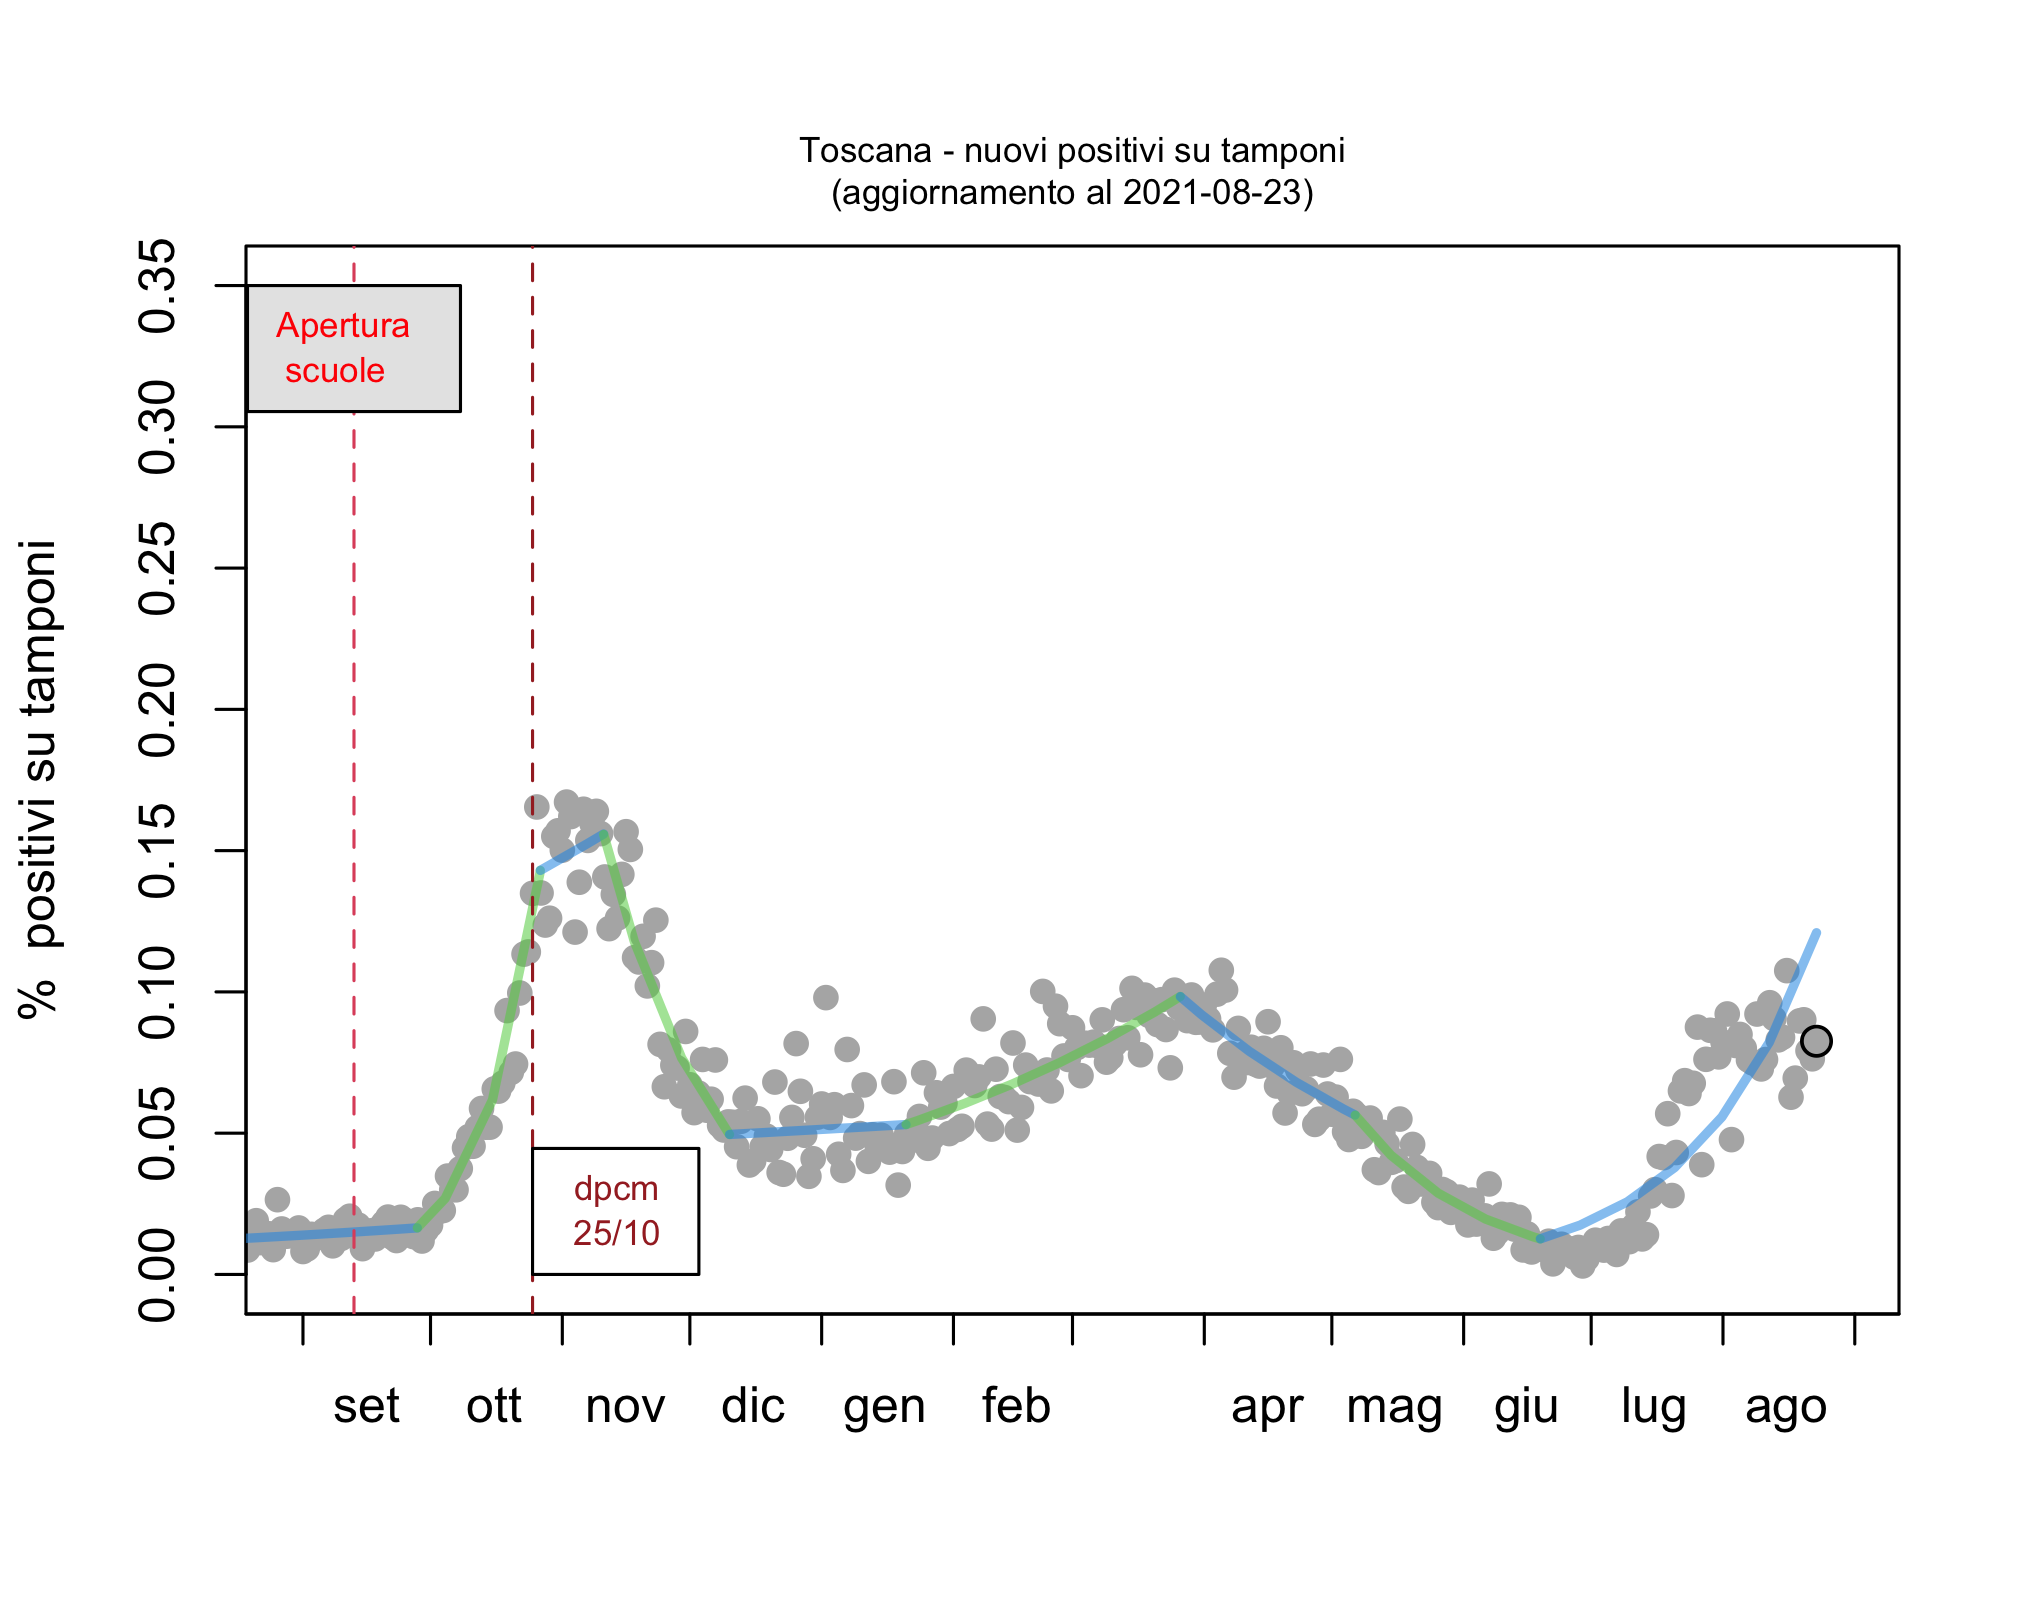 Toscana - nuovi positivi su tamponi
(aggiornamento al 2021-08-23)
% positivi su tamponi
0.35
0.30
0.25
0.20
0.15
0.10
0.05
0.00
Apertura
scuole
dpcm
25/10
set ott nov dic gen feb apr mag giu lug ago